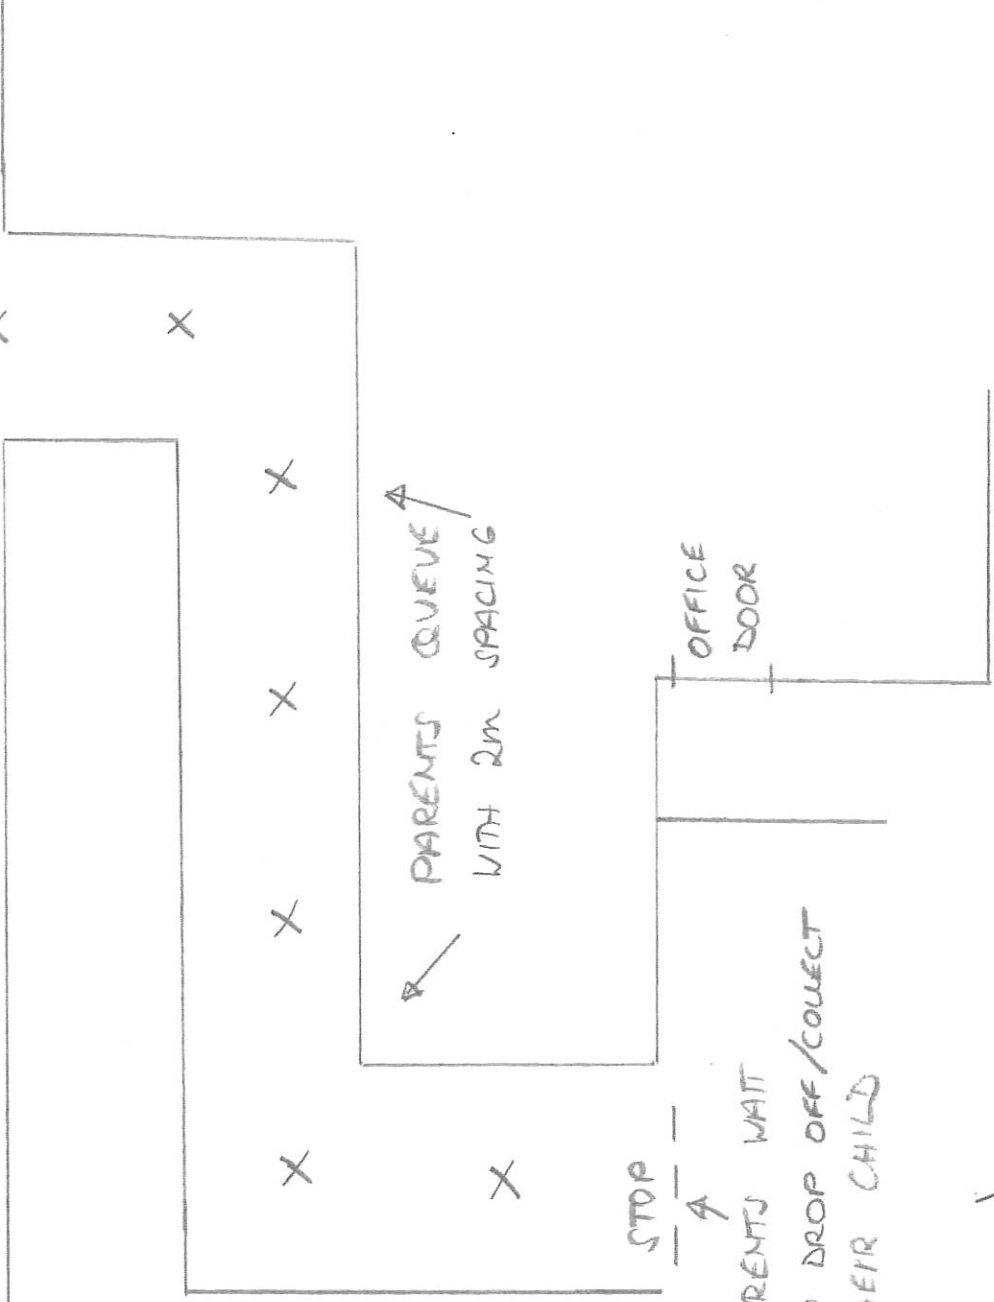 PARENTS QUEUE
WITH 2m SPACING
OFFICE
DOOR
STOP
RENTS WAIT
DROP OFF/COLLECT
EIR CHILD